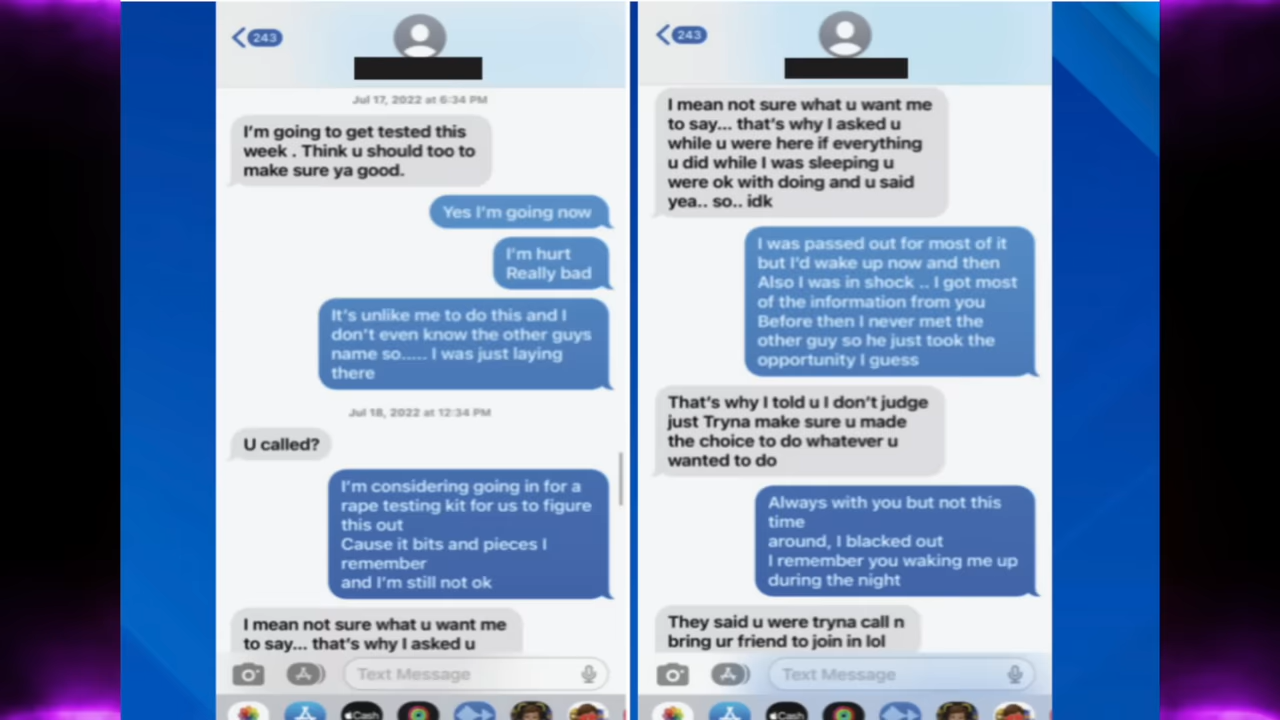 243
Jul 17, 2022 at 6:34 PM
I'm going to get tested this
week . Think u should too to
make sure ya good.
Yes I'm going now
I'm hurt
Really bad
It's unlike me to do this and I
don't even know the other guys
name so..... I was just laying
there
Jul 18, 2022 at 12:34 PM
U called?
I'm considering going in for a
rape testing kit for us to figure
this out
Cause it bits and pieces I
remember
and I'm still not ok
I mean not sure what u want me
to say... that's why I asked u
Text Message
Cash
243
I mean not sure what u want me
to say... that's why I asked u
while u were here if everything
u did while I was sleeping u
were ok with doing and u said
yea.. so.. idk
I was passed out for most of it
but I'd wake up now and then
Also I was in shock .. I got most
of the information from you
Before then I never met the
other guy so he just took the
opportunity I guess
That's why I told u I don't judge
just Tryna make sure u made
the choice to do whatever u
wanted to do
Always with you but not this
time
around, I blacked out
I remember you waking me up
during the night
They said u were tryna call n
bring ur friend to join in lol
Text Message
Cash